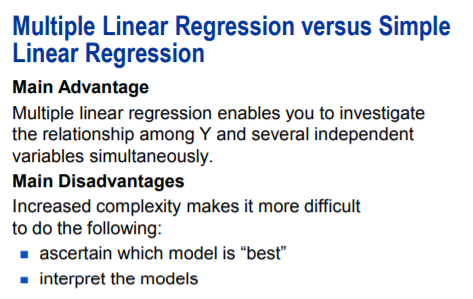 Multiple Linear Regression versus Simple
Linear Regression
Main Advantage
Multiple linear regression enables you to investigate
the relationship among Y and several independent
variables simultaneously.
Main Disadvantages
Increased complexity makes it more difficult
to do the following:
■ ascertain which model is “best”
■ interpret the models